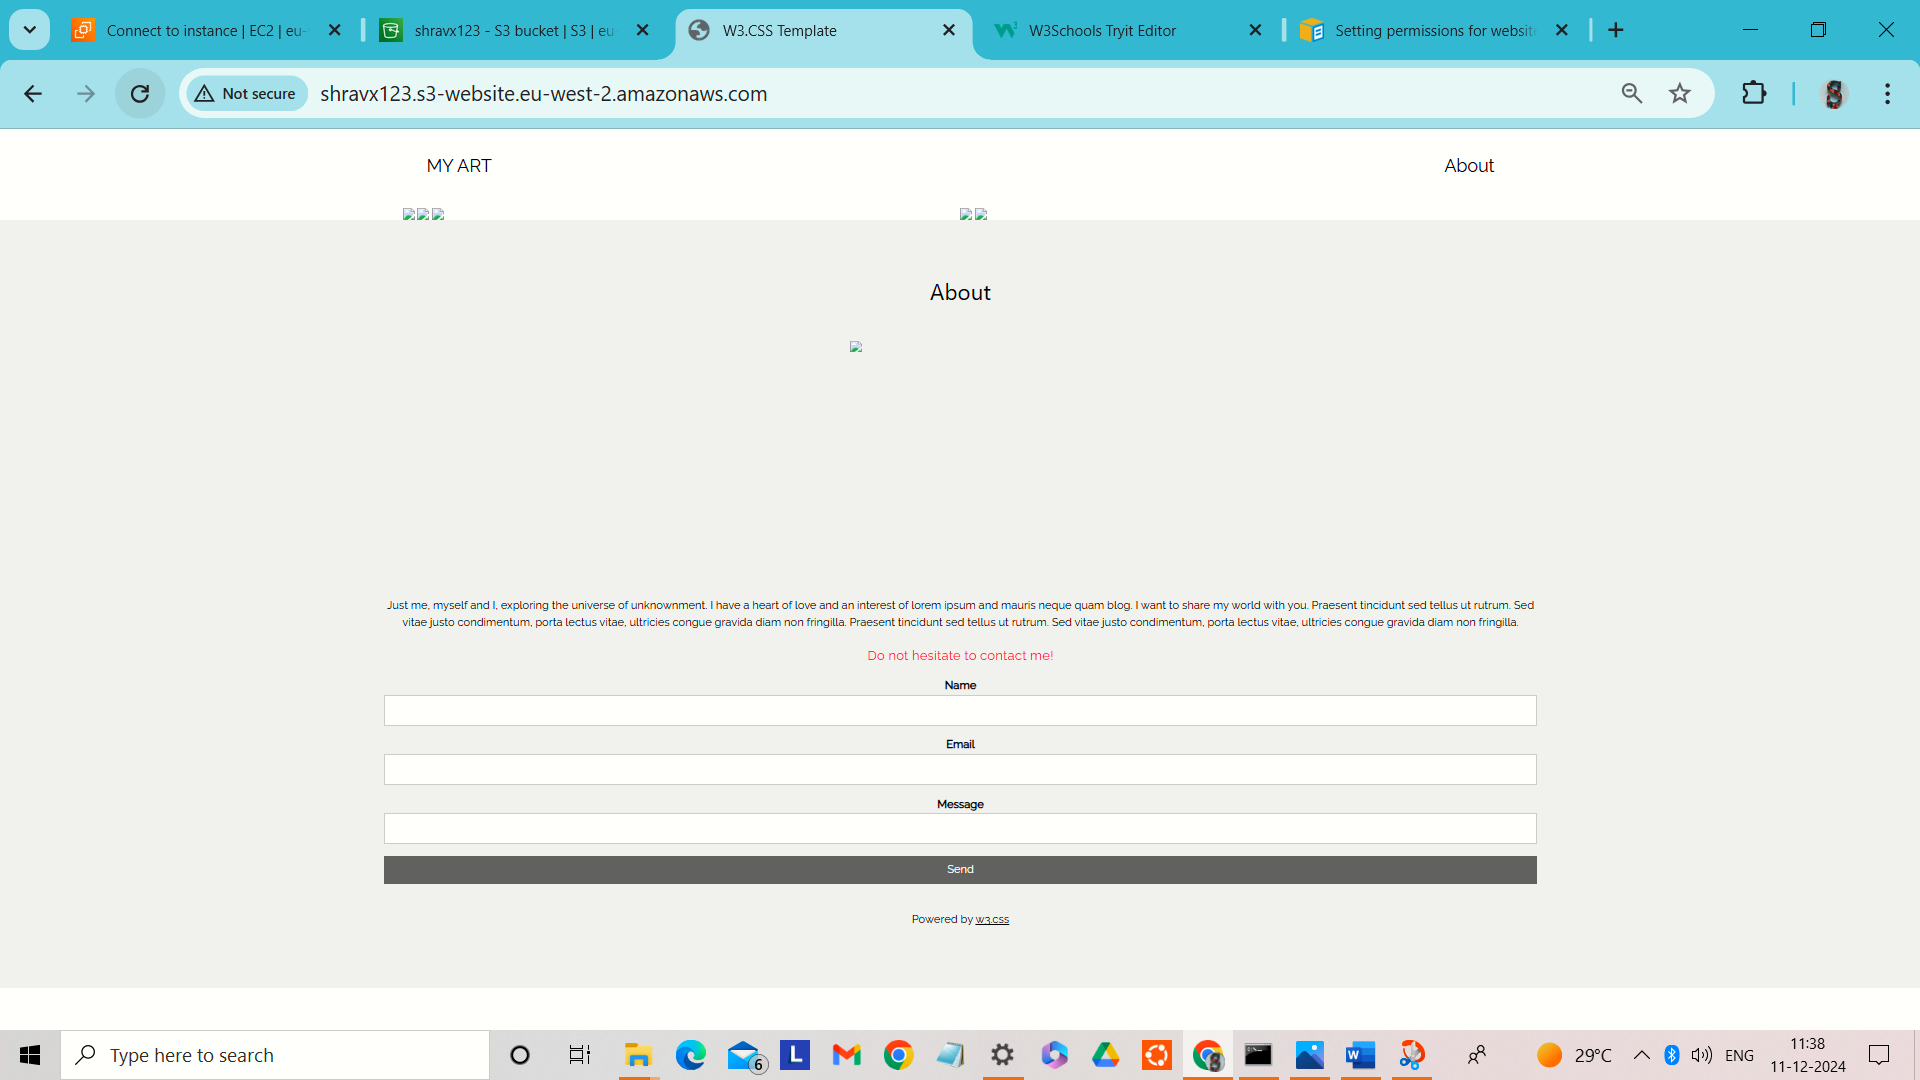 Connect to instance | EC2 | eu-
shravx123 - S3 bucket | S3 | eu
W3.CSS Template
W3Schools Tryit Editor
Setting permissions for websit
Not secure
shravx123.s3-website.eu-west-2.amazonaws.com
MY ART
About
About
Just me, myself and I, exploring the universe of unknownment. I have a heart of love and an interest of lorem ipsum and mauris neque quam blog. I want to share my world with you. Praesent tincidunt sed tellus ut rutrum. Sed
vitae justo condimentum, porta lectus vitae, ultricies congue gravida diam non fringilla. Praesent tincidunt sed tellus ut rutrum. Sed vitae justo condimentum, porta lectus vitae, ultricies congue gravida diam non fringilla.
Do not hesitate to contact me!
Name
Email
Message
Send
Powered by w3.css
Type here to search
6
L
W
29°C
ENG
11:38
11-12-2024